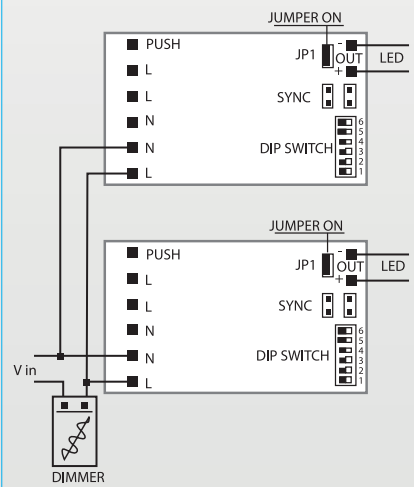 JUMPER ON
PUSH
JP1
-
OUT
+
LED
L
L
SYNC
N
N
DIP SWITCH
6
5
4
3
2
1
L
JUMPER ON
PUSH
JP1
-
OUT
+
LED
L
L
SYNC
N
N
DIP SWITCH
6
5
4
3
2
1
L
V in
DIMMER